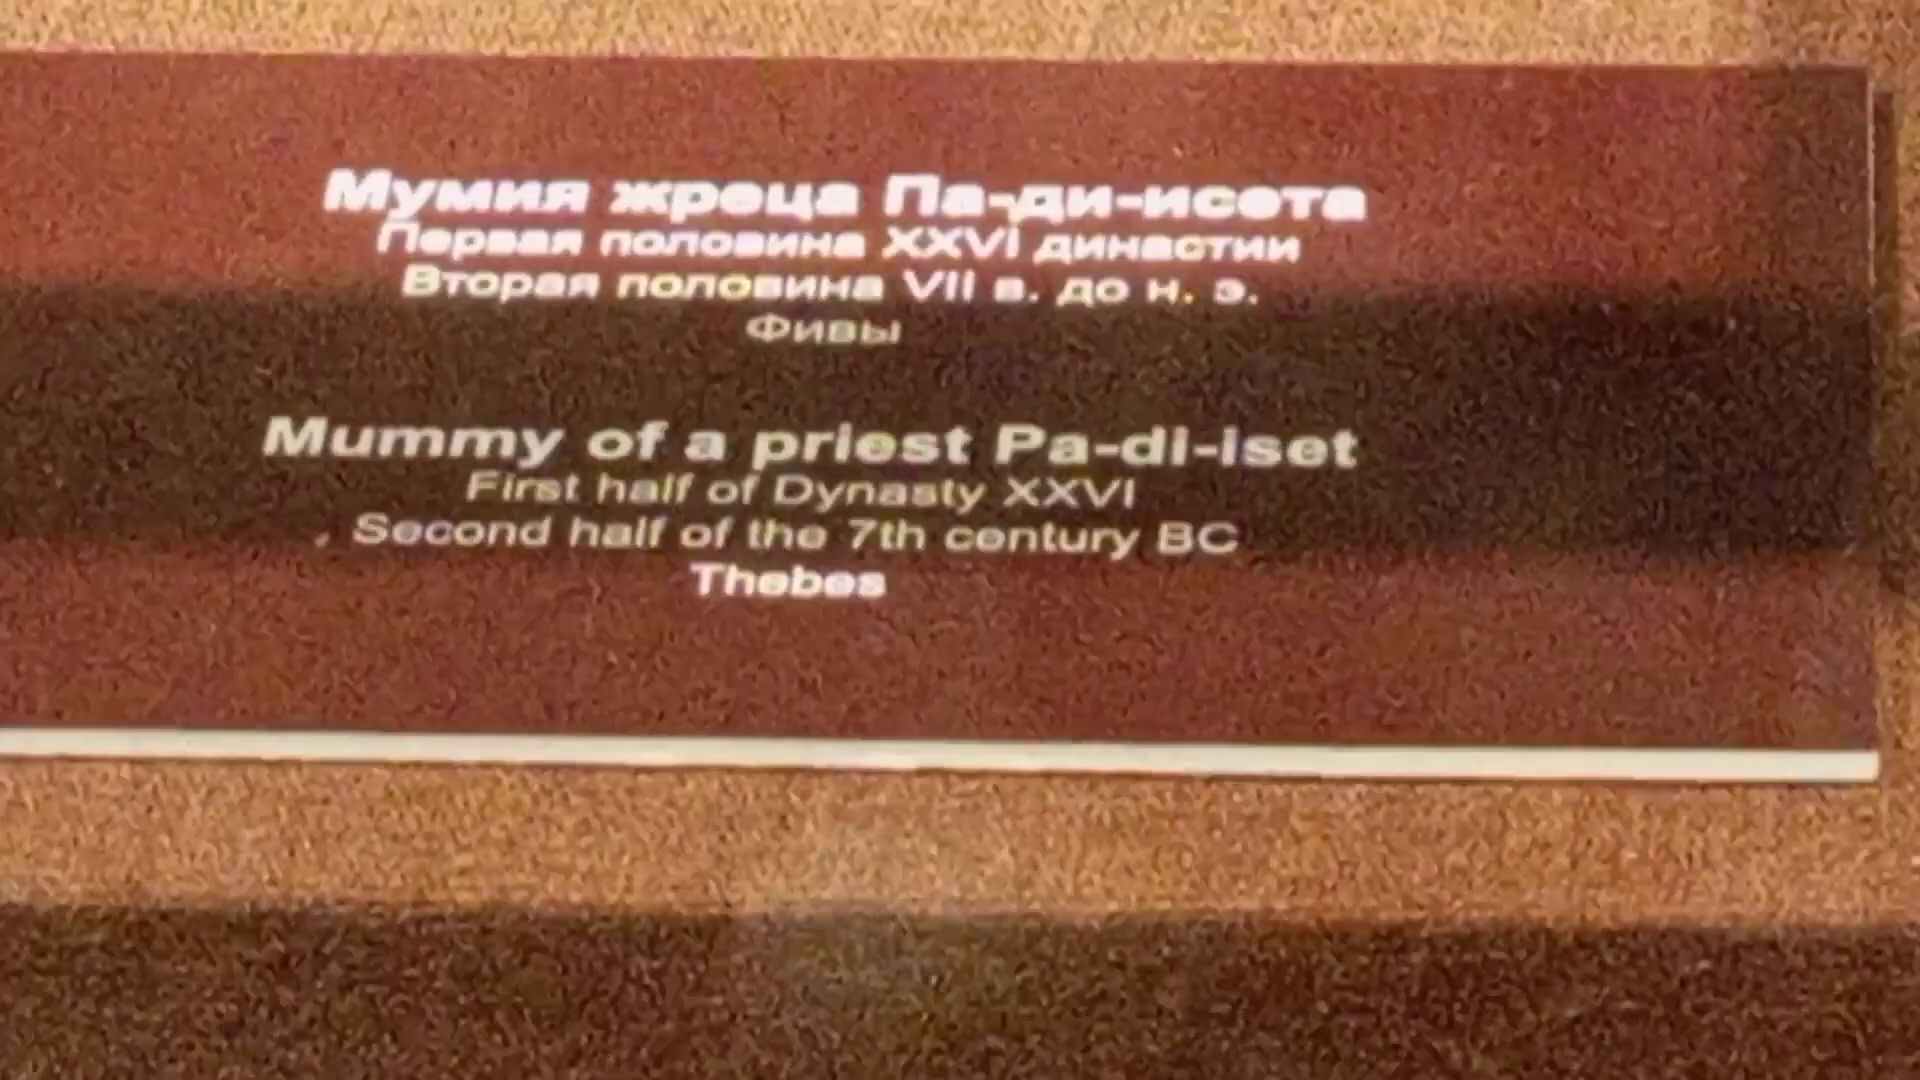 Мумия жреца Па-ди-исета
Первая половина XXVI династии
Вторая половина VII в. до н. э.
Фивы
Mummy of a priest Pa-di-iset
First half of Dynasty XXVI
Second half of the 7th century BC
Thebes